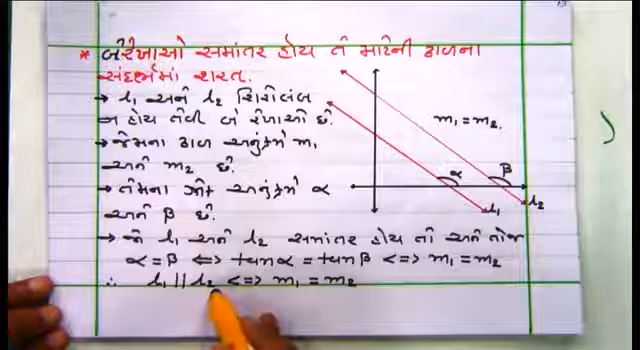 * બે રેખાઓ સમાંતર હોય તે માટેની ઢાળના
સંદર્ભમાં શરત.
→ l₁ અને l₂ શિરોલંબ
ન હોય તેવી બે રેખાઓ છે.
→ જેમના ઢાળ અનુક્રમે m₁
અને m₂ છે.
→ તેમના અનુક્રમે α
અને β છે.
→ જો l₁ અને l₂ સમાંતર હોય તો અને તોજ
α = β <=> tanα = tanβ <=> m₁ = m₂
∴ l₁ || l₂ <=> m₁ = m₂
m₁ = m₂.
α
β
l₁
l₂